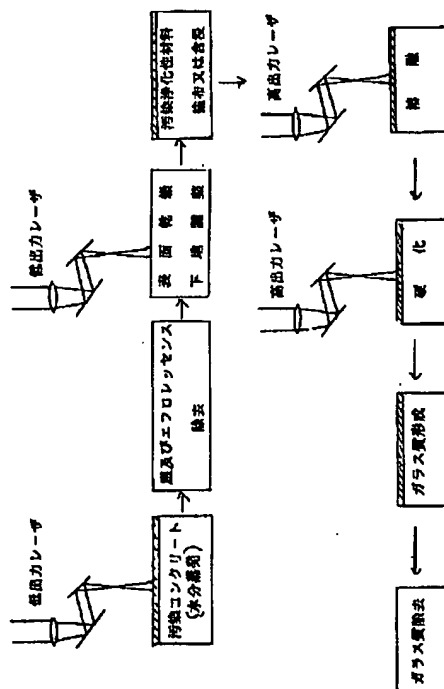 低出力レーザ
汚染コンクリート
(水分蒸発)
塩及びエフロレッセンス
除去
低出力レーザ
表面乾燥
下地調整
汚染浄化性材料
塗布又は含浸
高出力レーザ
溶融
高出力レーザ
硬化
ガラス質形成
ガラス質除去